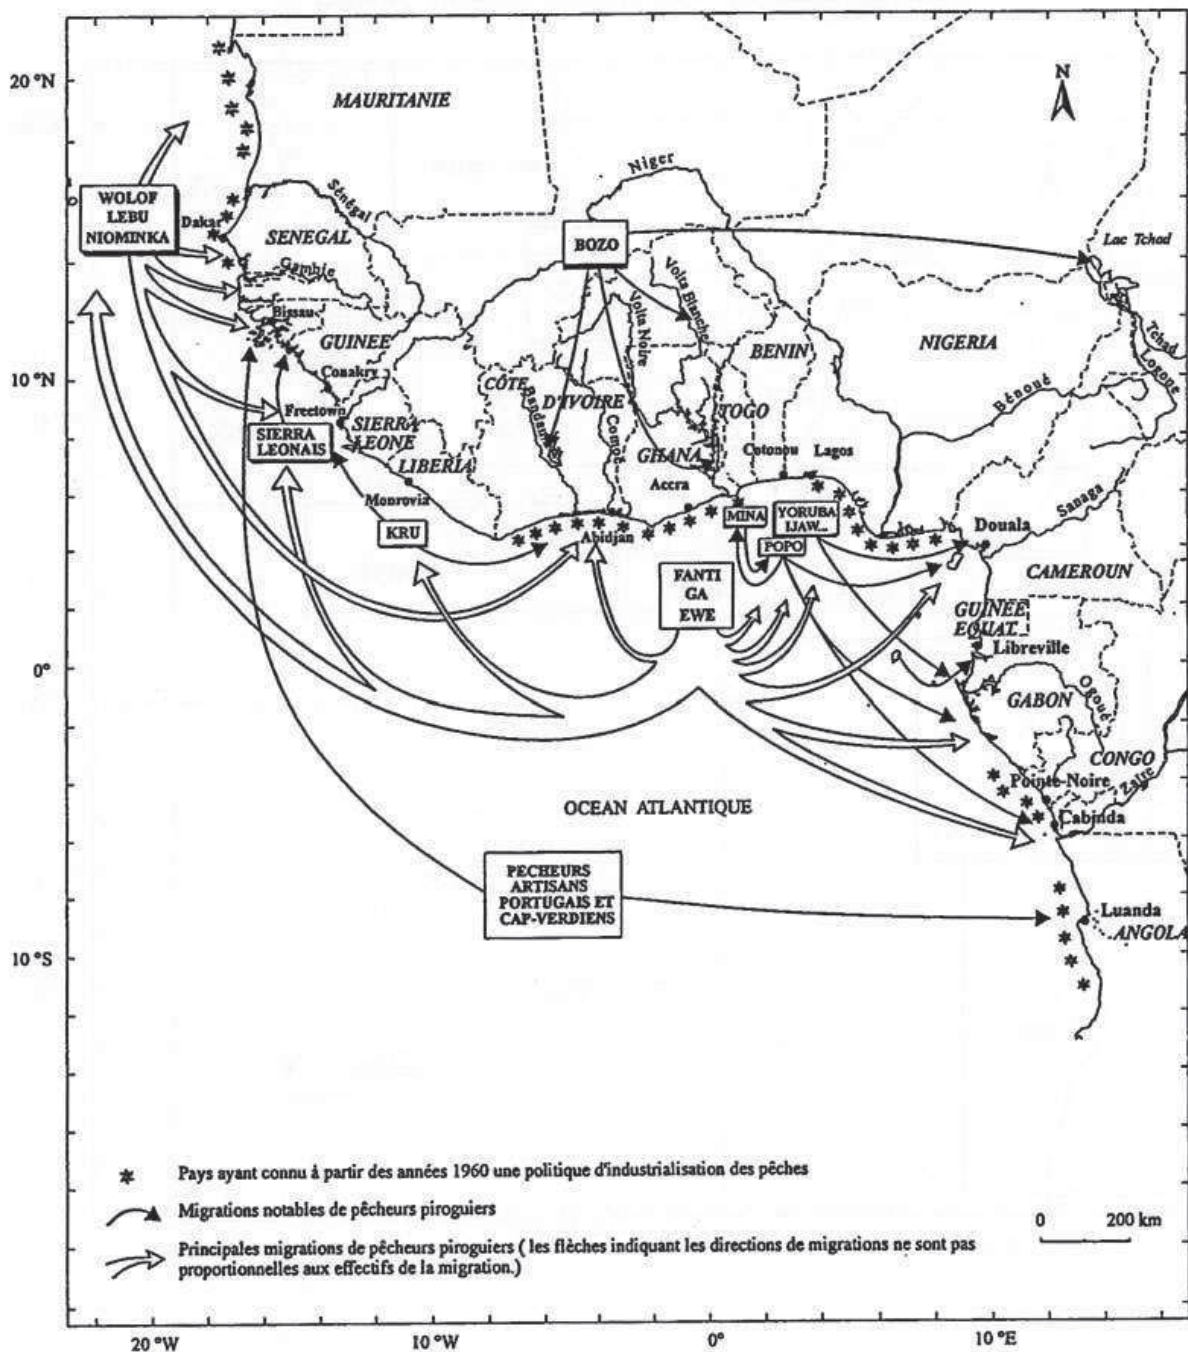 20 °N
10 °N
0°
10 °S
20 °W
10 °W
0°
10 °E
N
MAURITANIE
Niger
Sénégal
WOLOF
LEBU
NIOMINKA
Dakar
SENEGAL
Gambie
BOZO
Lac Tchad
Volta Blanche
Volta Noire
Bissau
GUINEE
BENIN
NIGERIA
Tchad
Logone
Conakry
CÔTE
D'IVOIRE
Bandama
Comoé
TOGO
Bénoué
Freetown
SIERRA
LEONE
SIERRA
LEONAIS
LIBERIA
GHANA
Cotonou
Lagos
Accra
Monrovia
KRU
Abidjan
MINA
YORUBA
IJAW...
POPO
Douala
Sanaga
FANTI
GA
EWE
CAMEROUN
GUINEE
EQUAT.
Libreville
GABON
Ogoué
CONGO
Zaïre
Pointe-Noire
Cabinda
OCEAN ATLANTIQUE
PECHEURS
ARTISANS
PORTUGAIS ET
CAP-VERDIENS
Luanda
ANGOLA
Pays ayant connu à partir des années 1960 une politique d'industrialisation des pêches
Migrations notables de pêcheurs piroguiers
Principales migrations de pêcheurs piroguiers ( les flèches indiquant les directions de migrations ne sont pas
proportionnelles aux effectifs de la migration.)
0 200 km